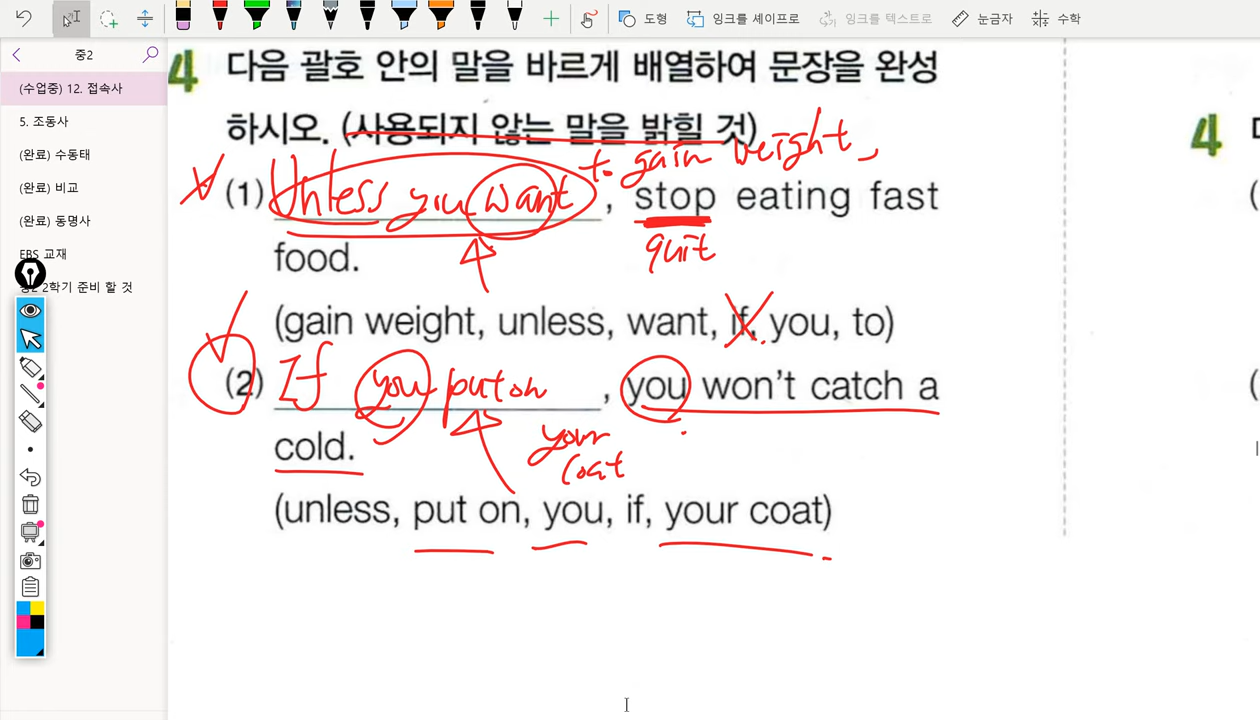 도형
잉크를 셰이프로
잉크를 텍스트로
눈금자
수학
중2
(수업중) 12. 접속사
5. 조동사
(완료) 수동태
(완료) 비교
(완료) 동명사
EBS 교재
중2 2학기 준비 할 것
4 다음 괄호 안의 말을 바르게 배열하여 문장을 완성
하시오. (사용되지 않는 말을 밝힐 것)
to gain weight,
(1) Unless you want, stop eating fast
quit
food.
(gain weight, unless, want, if, you, to)
(2) If you put on, you won't catch a
your
cold.
coat
(unless, put on, you, if, your coat)
4